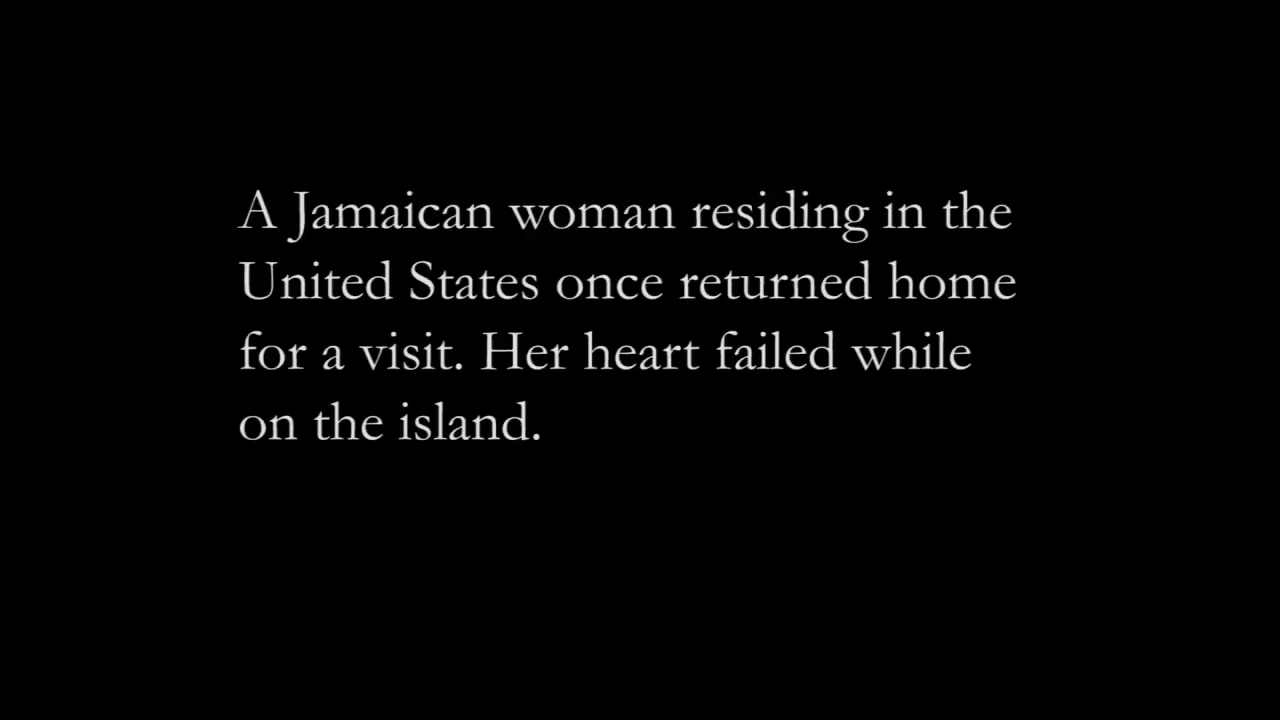 A Jamaican woman residing in the
United States once returned home
for a visit. Her heart failed while
on the island.